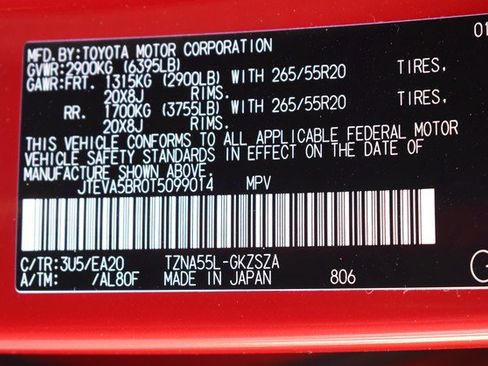 01
MFD.BY:TOYOTA MOTOR CORPORATION
GVWR:2900KG (6395LB)
GAWR:FRT. 1315KG (2900LB) WITH 265/55R20 TIRES.
20X8J RIMS.
RR. 1700KG (3755LB) WITH 265/55R20 TIRES.
20X8J RIMS.
THIS VEHICLE CONFORMS TO ALL APPLICABLE FEDERAL MOTOR
VEHICLE SAFETY STANDARDS IN EFFECT ON THE DATE OF
MANUFACTURE SHOWN ABOVE.
JTEVA5BR0T5099014 MPV
C/TR:3U5/EA20 TZNA55L-GKZSZA
A/TM: /AL80F MADE IN JAPAN 806